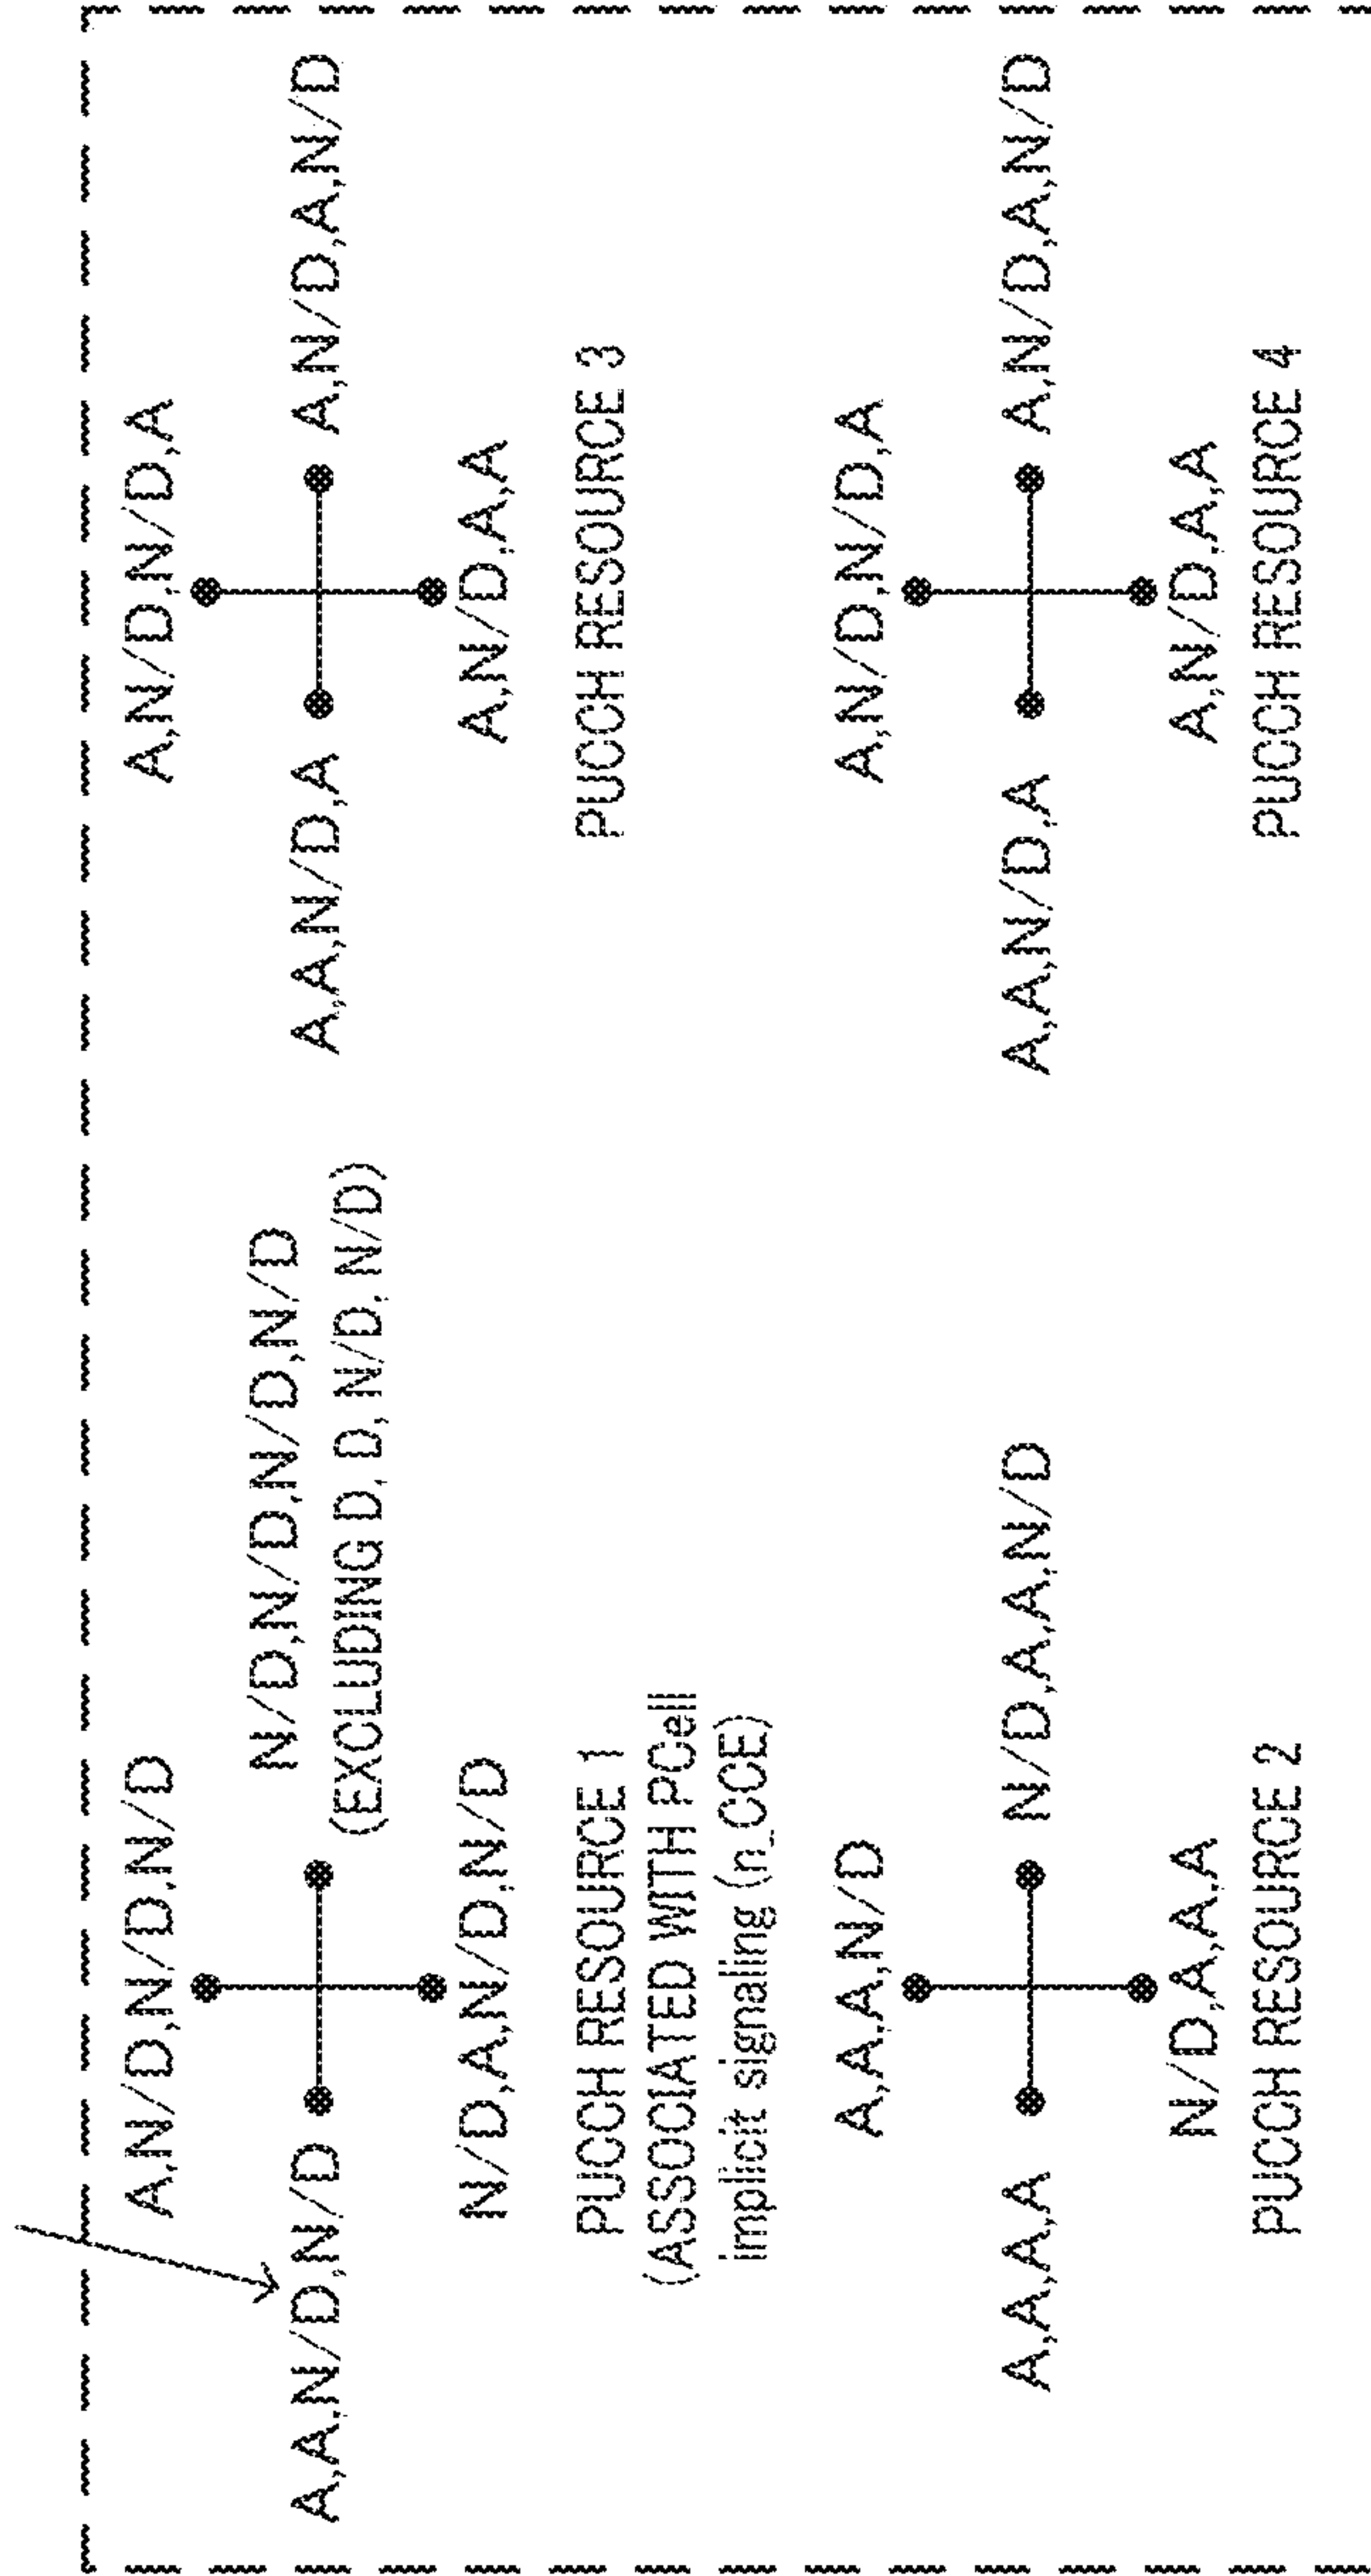 A,N/D,N/D,N/D
A,A,N/D,N/D
N/D,N/D,N/D,N/D
(EXCLUDING D, D, N/D, N/D)
N/D,A,N/D,N/D
PUCCH RESOURCE 1
(ASSOCIATED WITH PCell
implicit signaling (n_CCE)
A,N/D,N/D,A
A,A,N/D,A
A,N/D,A,N/D
A,N/D,A,A
PUCCH RESOURCE 3
A,A,A,N/D
A,A,A,A
N/D,A,A,N/D
N/D,A,A,A
PUCCH RESOURCE 2
A,N/D,N/D,A
A,A,N/D,A
A,N/D,A,N/D
A,N/D,A,A
PUCCH RESOURCE 4